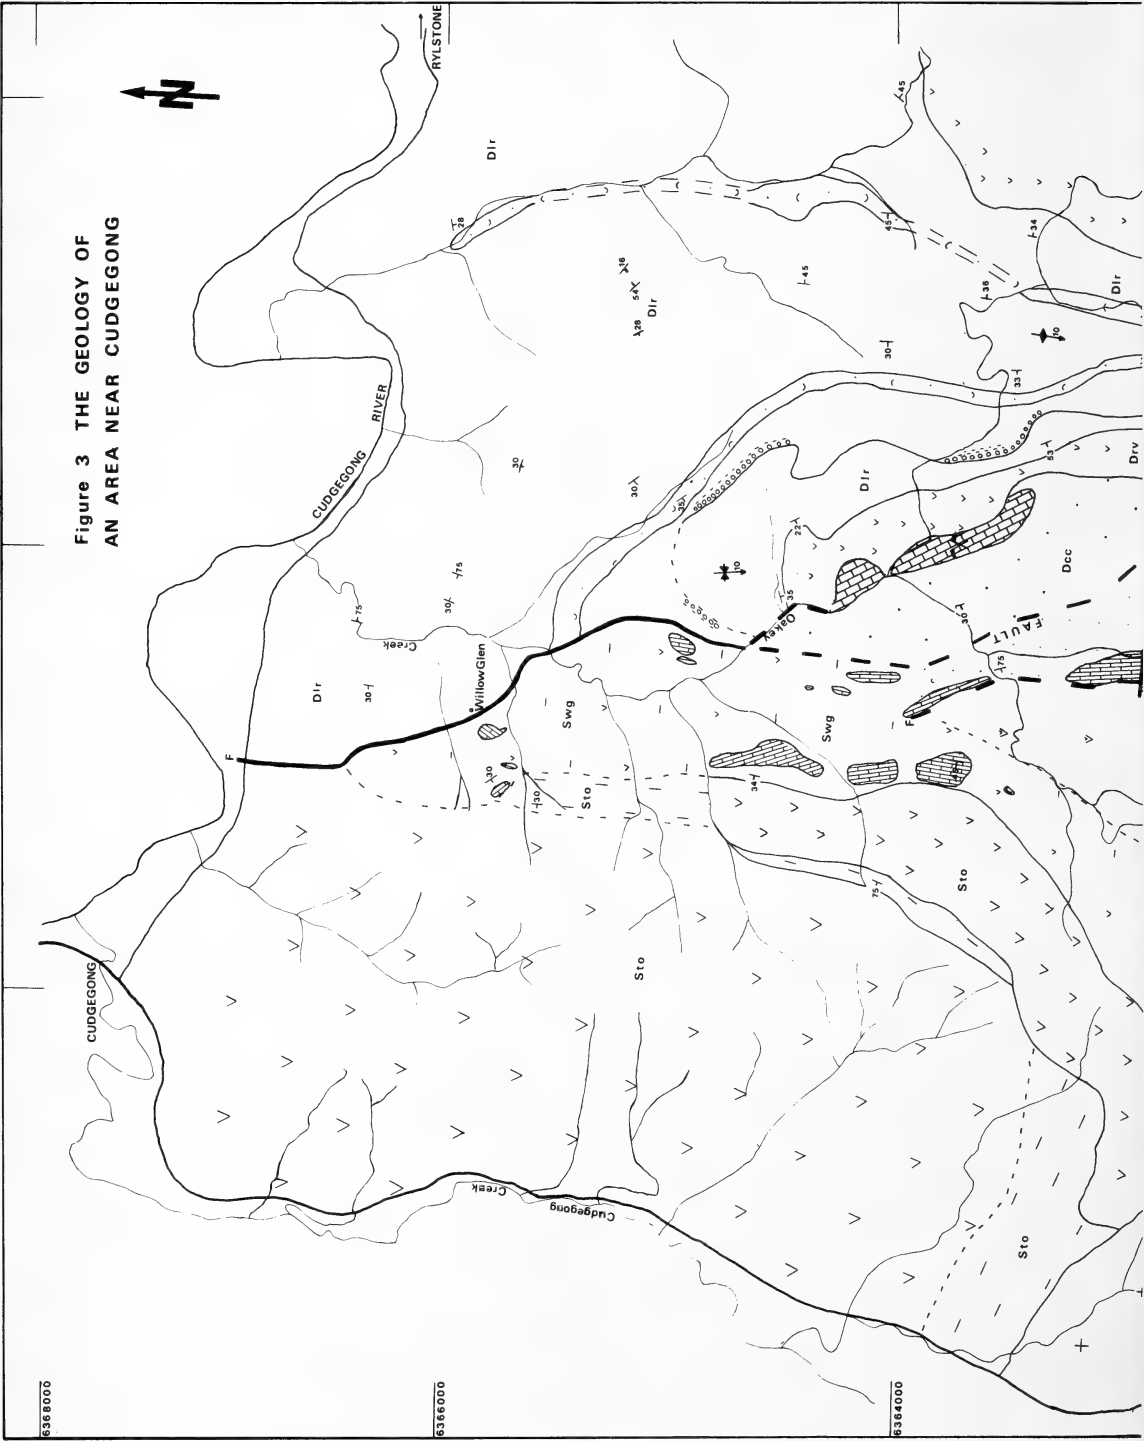 Figure 3 THE GEOLOGY OF
AN AREA NEAR CUDGEGONG
N
RYLSTONE
Dlr
28
45
CUDGEGONG
RIVER
16
54
28
Dlr
45
45
34
36
Dlr
30
10
33
30
30
35
Dlr
53
Drv
22
75
30
75
Creek
10
35
Oakey
Dcc
30
FAULT
75
Dlr
30
Willow Glen
Swg
Swg
F
F
30
30
Sto
34
Sto
75
CUDGEGONG
Sto
Creek
Cudgegong
Sto
6368000
6366000
6364000